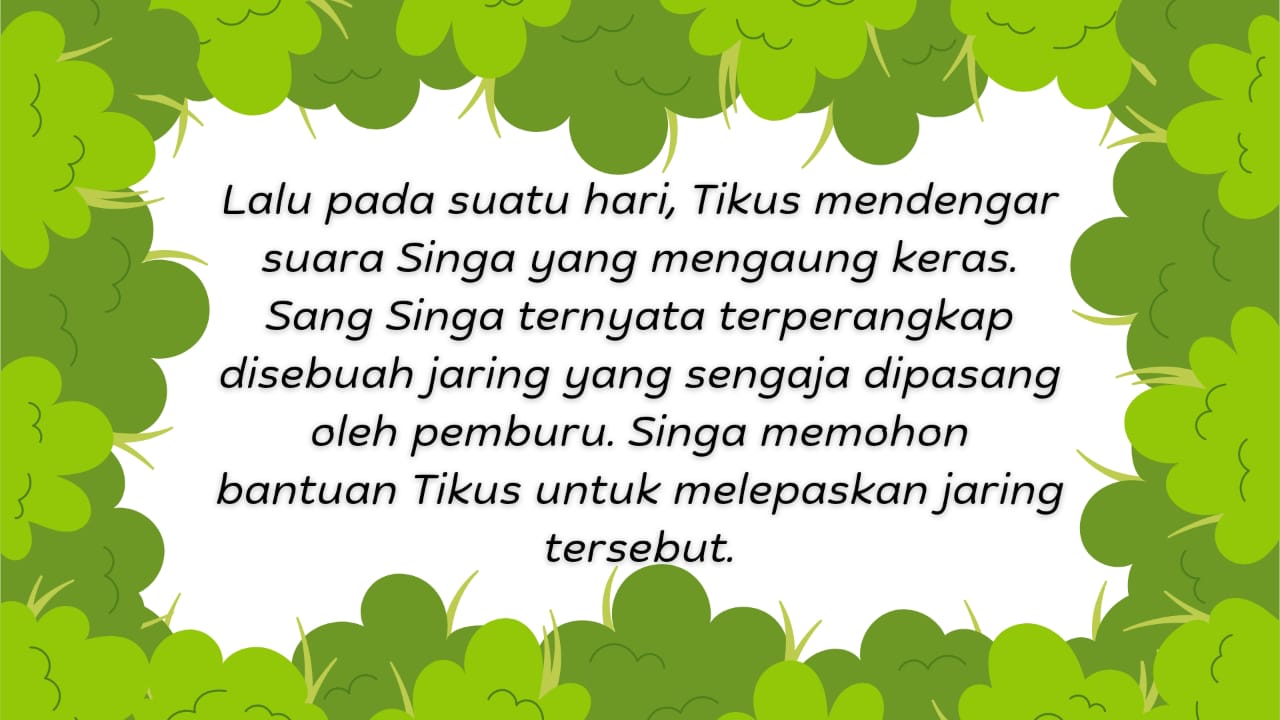 Lalu pada suatu hari, Tikus mendengar
suara Singa yang mengaung keras.
Sang Singa ternyata terperangkap
disebuah jaring yang sengaja dipasang
oleh pemburu. Singa memohon
bantuan Tikus untuk melepaskan jaring
tersebut.